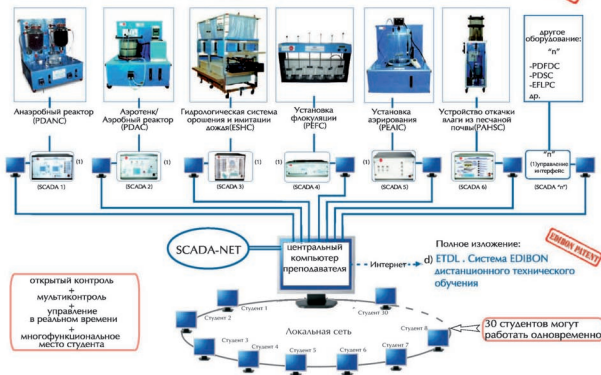 другое
оборудование:
"n"
-PDFDC
-PDSC
-EFLPC
др.
Анаэробный реактор
(PDANC)
Аэротенк/
Аэробный реактор
(PDAC)
Гидрологическая система
орошения и имитации
дождя(ESHC)
Установка
флокуляции
(PEFC)
Установка
аэрирования
(PEAIC)
Устройство откачки
влаги из песчаной
почвы(PAHSC)
(1)
(1)
(1)
(1)
(1)
(1)
"n"
(1)управление
интерфейс
(SCADA 1)
(SCADA 2)
(SCADA 3)
(SCADA 4)
(SCADA 5)
(SCADA 6)
(SCADA "n")
SCADA-NET
центральный
компьютер
преподавателя
Интернет
Полное изложение:
d) ETDL . Система EDIBON
дистанционного технического
обучения
EDIBON PATENT
открытый контроль
+
мультиконтроль
+
управление
в реальном времени
+
многофункциональное
место студента
Студент 1
Студент 2
Студент 3
Студент 4
Студент 5
Студент 6
Студент 7
Студент 8
Студент 30
Локальная сеть
30 студентов могут
работать одновременно